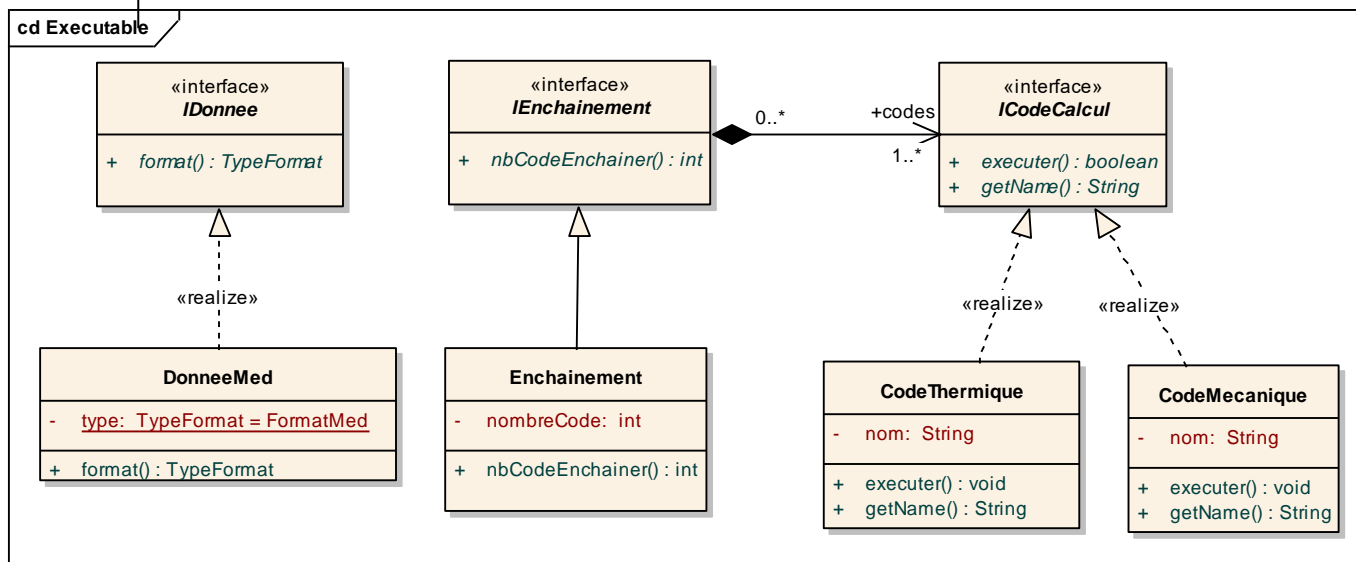 cd Executable
«interface»
IDonnee
+ format() : TypeFormat
«interface»
IEnchainement
+ nbCodeEnchainer() : int
0..*
+codes
1..*
«interface»
ICodeCalcul
+ executer() : boolean
+ getName() : String
«realize»
«realize»
«realize»
DonneeMed
- type: TypeFormat = FormatMed
+ format() : TypeFormat
Enchainement
- nombreCode: int
+ nbCodeEnchainer() : int
CodeThermique
- nom: String
+ executer() : void
+ getName() : String
CodeMecanique
- nom: String
+ executer() : void
+ getName() : String